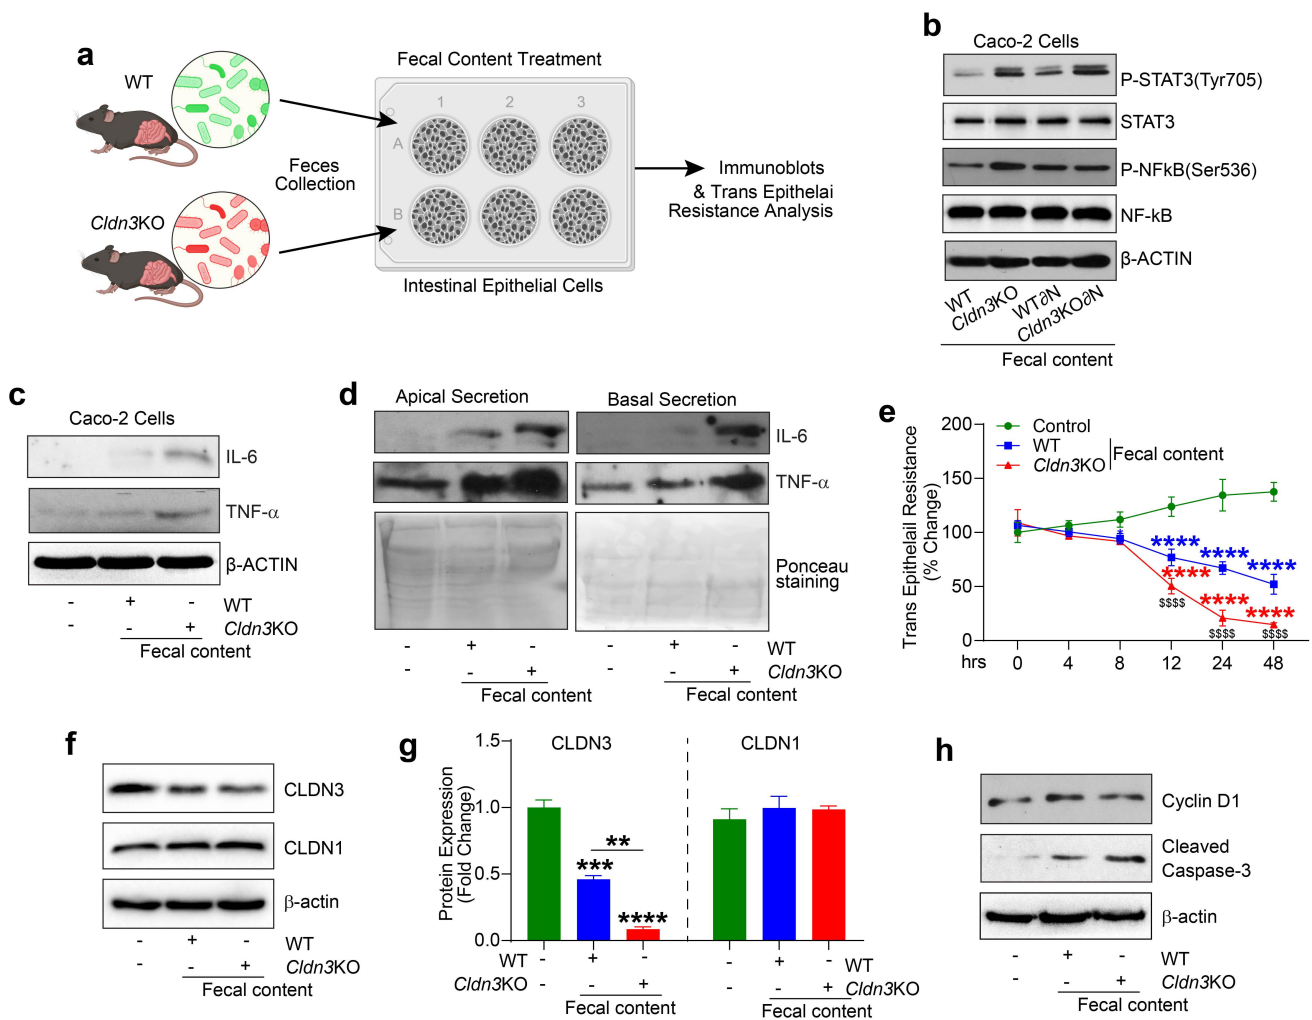 a
WT
Cldn3KO
Feces
Collection
Fecal Content Treatment
1 2 3
A
B
Intestinal Epithelial Cells
Immunoblots
& Trans Epithelai
Resistance Analysis
b
Caco-2 Cells
P-STAT3(Tyr705)
STAT3
P-NFkB(Ser536)
NF-kB
β-ACTIN
WT
Cldn3KO
WT∂N
Cldn3KO∂N
Fecal content
c
Caco-2 Cells
IL-6
TNF-α
β-ACTIN
- + - WT
- - + Cldn3KO
Fecal content
d
Apical Secretion
Basal Secretion
IL-6
TNF-α
Ponceau
staining
- + - - + - WT
- - + - - + Cldn3KO
Fecal content
Fecal content
e
Trans Epithelail Resistance
(% Change)
200
150
100
50
0
Control
WT
Cldn3KO
Fecal content
*
**** **** ****
**** **** ****
$$$$ $$$$ $$$$
hrs 0 4 8 12 24 48
f
CLDN3
CLDN1
β-actin
- + - WT
- - + Cldn3KO
Fecal content
g
Protein Expression
(Fold Change)
1.5
1.0
0.5
0.0
CLDN3
CLDN1
***
**
****
WT - + - - + - WT
Cldn3KO - - + - - + Cldn3KO
Fecal content
Fecal content
h
Cyclin D1
Cleaved
Caspase-3
β-actin
- + - WT
- - + Cldn3KO
Fecal content